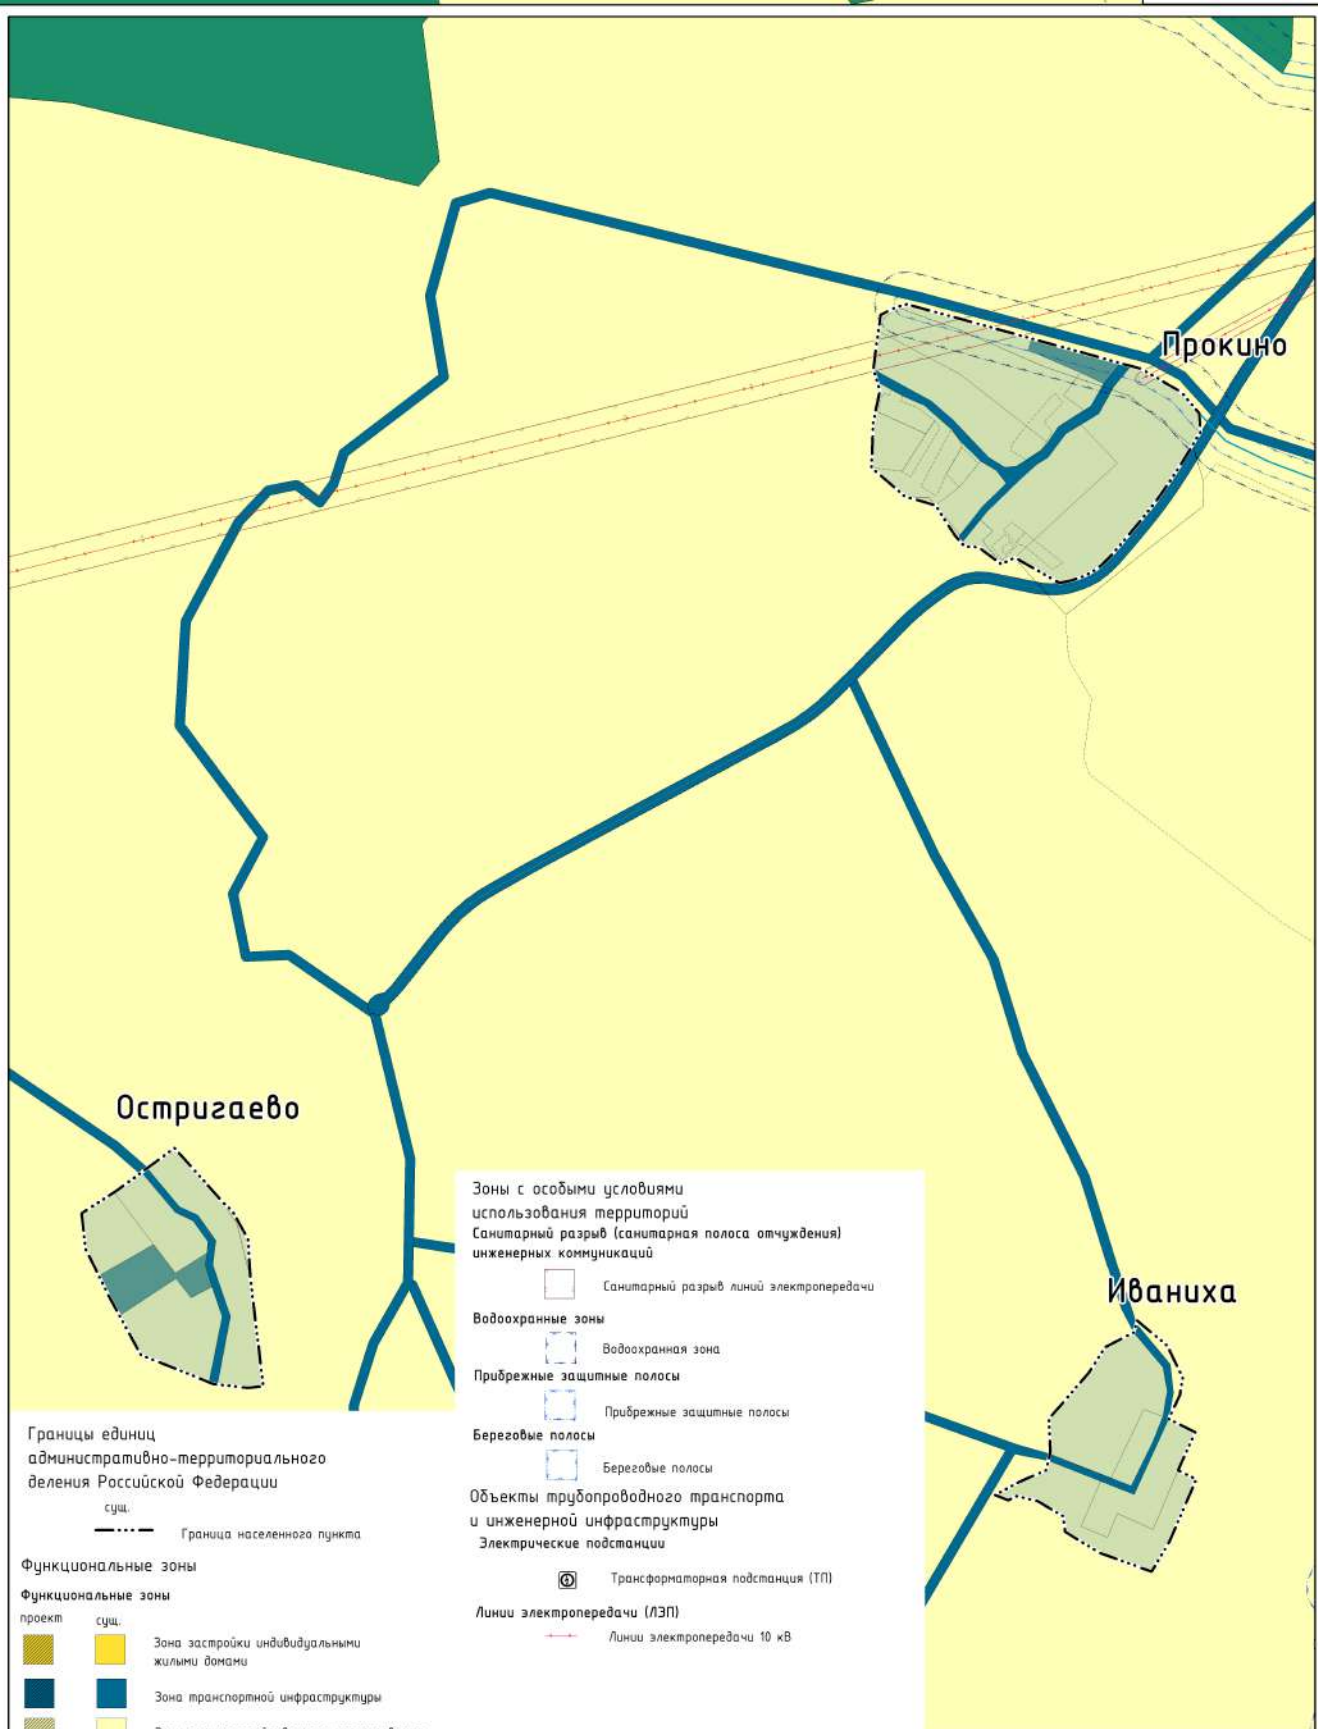 Прокино
Остригаево
Иваниха
Зоны с особыми условиями
использования территорий
Санитарный разрыв (санитарная полоса отчуждения)
инженерных коммуникаций
Санитарный разрыв линий электропередачи
Водоохранные зоны
Водоохранная зона
Прибрежные защитные полосы
Прибрежные защитные полосы
Береговые полосы
Береговые полосы
Объекты трубопроводного транспорта
и инженерной инфраструктуры
Электрические подстанции
Трансформаторная подстанция (ТП)
Линии электропередачи (ЛЭП)
Линии электропередачи 10 кВ
Границы единиц
административно-территориального
деления Российской Федерации
сущ.
Граница населенного пункта
Функциональные зоны
Функциональные зоны
проект сущ.
Зона застройки индивидуальными
жилыми домами
Зона транспортной инфраструктуры